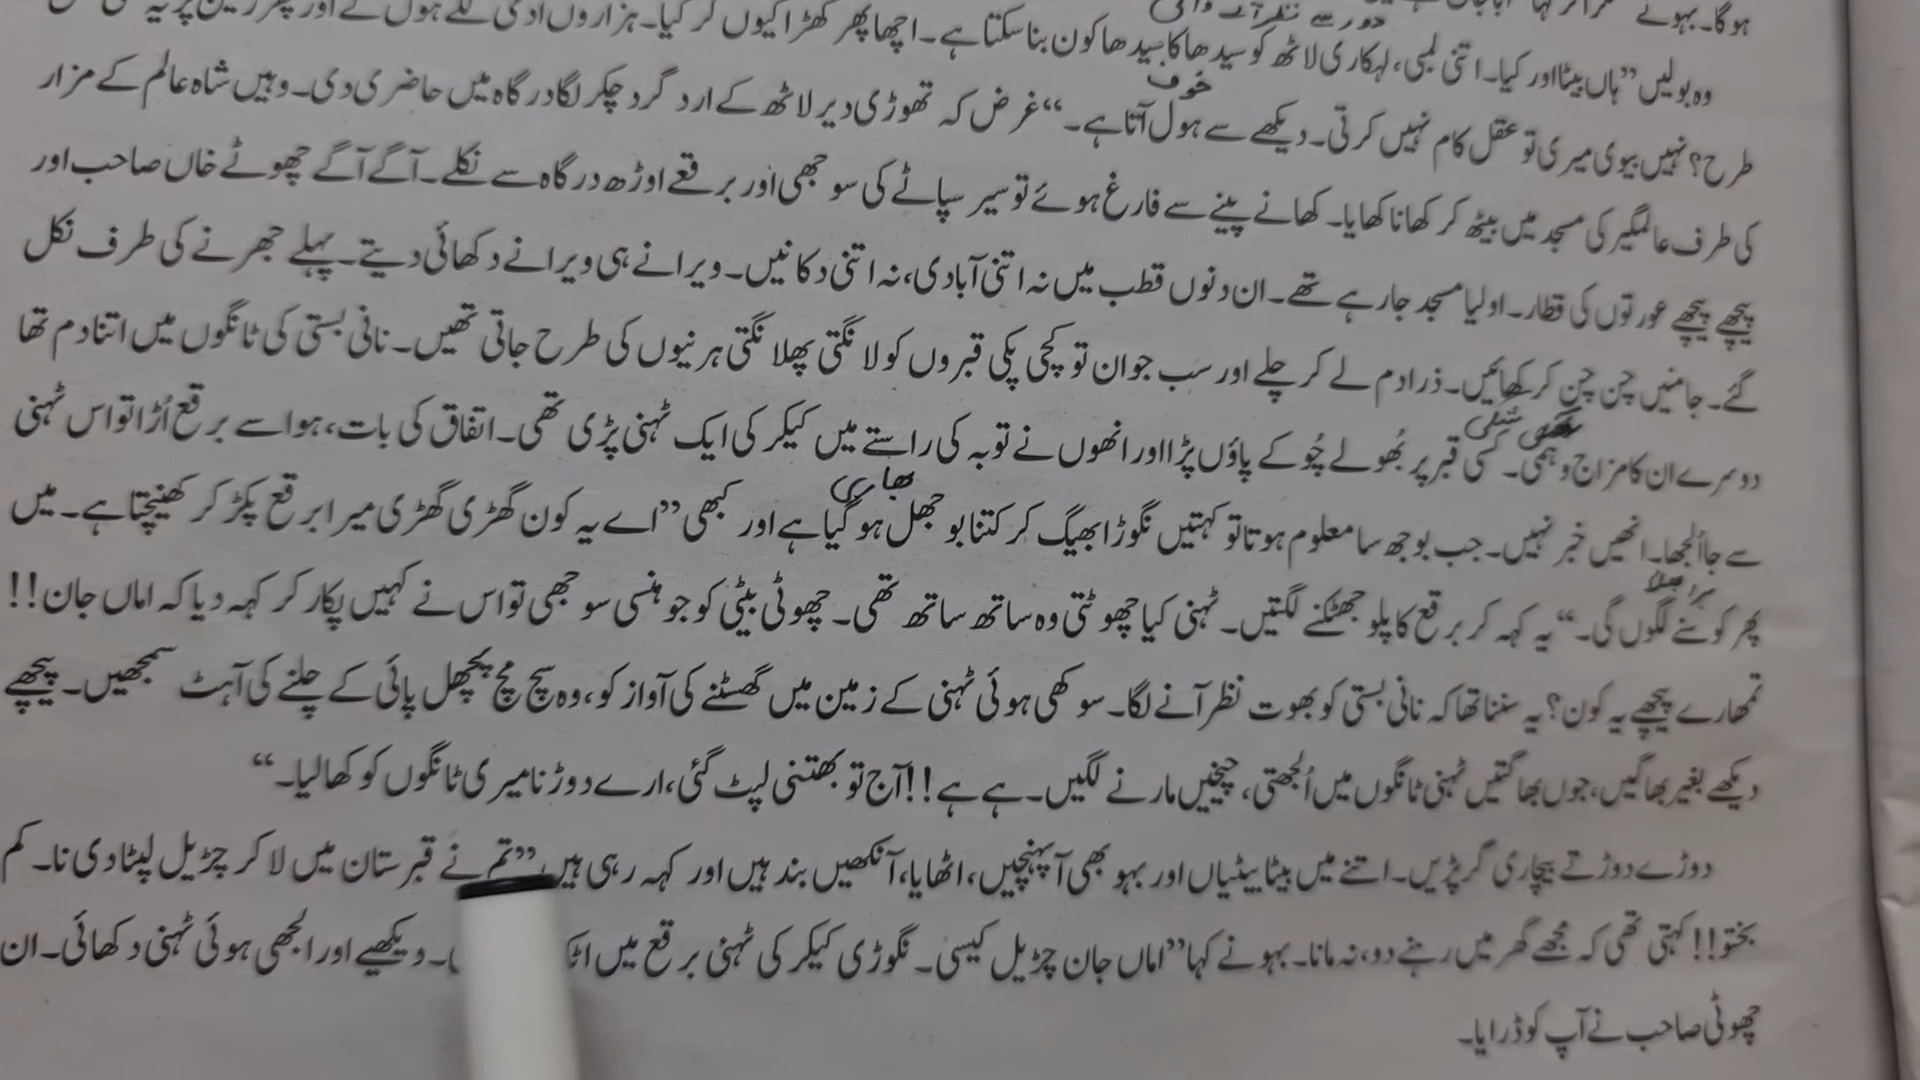 ہوگا۔ بہو نے
دور سے نظر آنے والی
وہ بولیں ”ہاں بیٹا اور کیا۔ اتنی لمبی، لہکاری لاٹھ کو سیدھا کا سیدھا کون بنا سکتا ہے۔ اچھا پھر کھڑا کیوں کر کیا۔ ہزاروں آدمی لگے ہوں گے اور پھر زمین پر یہ
خوف
طرح؟ نہیں بیوی میری تو عقل کام نہیں کرتی۔ دیکھے سے ہول آتا ہے۔“ غرض کہ تھوڑی دیر لاٹھ کے ارد گرد چکر لگا درگاہ میں حاضری دی۔ وہیں شاہ عالم کے مزار
کی طرف عالمگیر کی مسجد میں بیٹھ کر کھانا کھایا۔ کھانے پینے سے فارغ ہوئے تو سیر سپاٹے کی سوجھی اور برقعے اوڑھ درگاہ سے نکلے۔ آگے آگے چھوٹے خاں صاحب اور
پیچھے پیچھے عورتوں کی قطار۔ اولیا مسجد جا رہے تھے۔ ان دنوں قطب میں نہ اتنی آبادی، نہ اتنی دکانیں۔ ویرانے ہی ویرانے دکھائی دیتے۔ پہلے جھرنے کی طرف نکل
گئے۔ جامنیں چن چن کر کھائیں۔ ذرا دم لے کر چلے اور سب جوان تو کچی پکی قبروں کو لانگتی پھلانگتی ہرنیوں کی طرح جاتی تھیں۔ نانی بستی کی ٹانگوں میں اتنا دم تھا
شکی
دوسرے ان کا مزاج وہمی۔ کسی قبر پر بُھولے چُوکے پاؤں پڑا اور انھوں نے توبہ کی راستے میں کیکر کی ایک ٹہنی پڑی تھی۔ اتفاق کی بات، ہوا سے برقع اُڑا تو اس ٹہنی
بھاری
سے جا اُلجھا۔ انھیں خبر نہیں۔ جب بوجھ سا معلوم ہوتا تو کہتیں نگوڑا بھیگ کر کتنا بوجھل ہو گیا ہے اور کبھی ”اے یہ کون گھڑی گھڑی میرا برقع پکڑ کر کھینچتا ہے۔ میں
برا بھلا
پھر کوسنے لگوں گی۔“ یہ کہہ کر برقع کا پلو جھٹکنے لگتیں۔ ٹہنی کیا چھوٹتی وہ ساتھ ساتھ تھی۔ چھوٹی بیٹی کو جو ہنسی سوجھی تو اس نے کہیں پکار کر کہہ دیا کہ اماں جان!!
تمھارے پیچھے یہ کون؟ یہ سننا تھا کہ نانی بستی کو بھوت نظر آنے لگا۔ سوکھی ہوئی ٹہنی کے زمین میں گھسٹنے کی آواز کو، وہ سچ مچ پچھل پائی کے چلنے کی آہٹ سمجھیں۔ پیچھے
دیکھے بغیر بھاگیں، جوں بھاگتیں ٹہنی ٹانگوں میں اُلجھتی، چیخیں مارنے لگیں۔ ہے ہے!! آج تو بھتنی لپٹ گئی، ارے دوڑنا میری ٹانگوں کو کھا لیا۔“
دوڑے دوڑتے بیچاری گر پڑیں۔ اتنے میں بیٹا بیٹیاں اور بہو بھی آ پہنچیں، اٹھایا، آنکھیں بند ہیں اور کہہ رہی ہیں ”تم نے قبرستان میں لا کر چڑیل لپٹا دی نا۔ کم
بختو!! کہتی تھی کہ مجھے گھر میں رہنے دو، نہ مانا۔ بہو نے کہا ”اماں جان چڑیل کیسی۔ نگوڑی کیکر کی ٹہنی برقع میں دیکھیے اور الجھی ہوئی ٹہنی دکھائی۔ ان
چھوٹی صاحب نے آپ کو ڈرایا۔